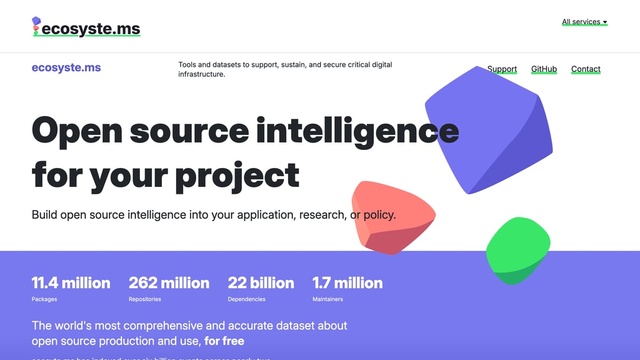 ecosyste.ms
All services
ecosyste.ms
Tools and datasets to support, sustain, and secure critical digital
infrastructure.
Support GitHub Contact
Open source intelligence
for your project
Build open source intelligence into your application, research, or policy.
11.4 million 262 million 22 billion 1.7 million
Packages Repositories Dependencies Maintainers
The world's most comprehensive and accurate dataset about
open source production and use, for free